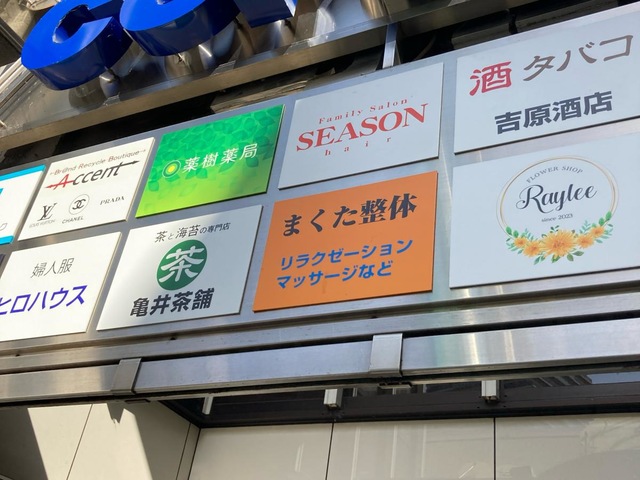 Brand Recycle Boutique
Accent
LOUIS VUITTON
CHANEL
PRADA
薬樹薬局
Family Salon
SEASON
hair
酒 タバコ
吉原酒店
婦人服
ヒロハウス
茶と海苔の専門店
茶
亀井茶舗
まくた整体
リラクゼーション
マッサージなど
FLOWER SHOP
Raylee
since 2023